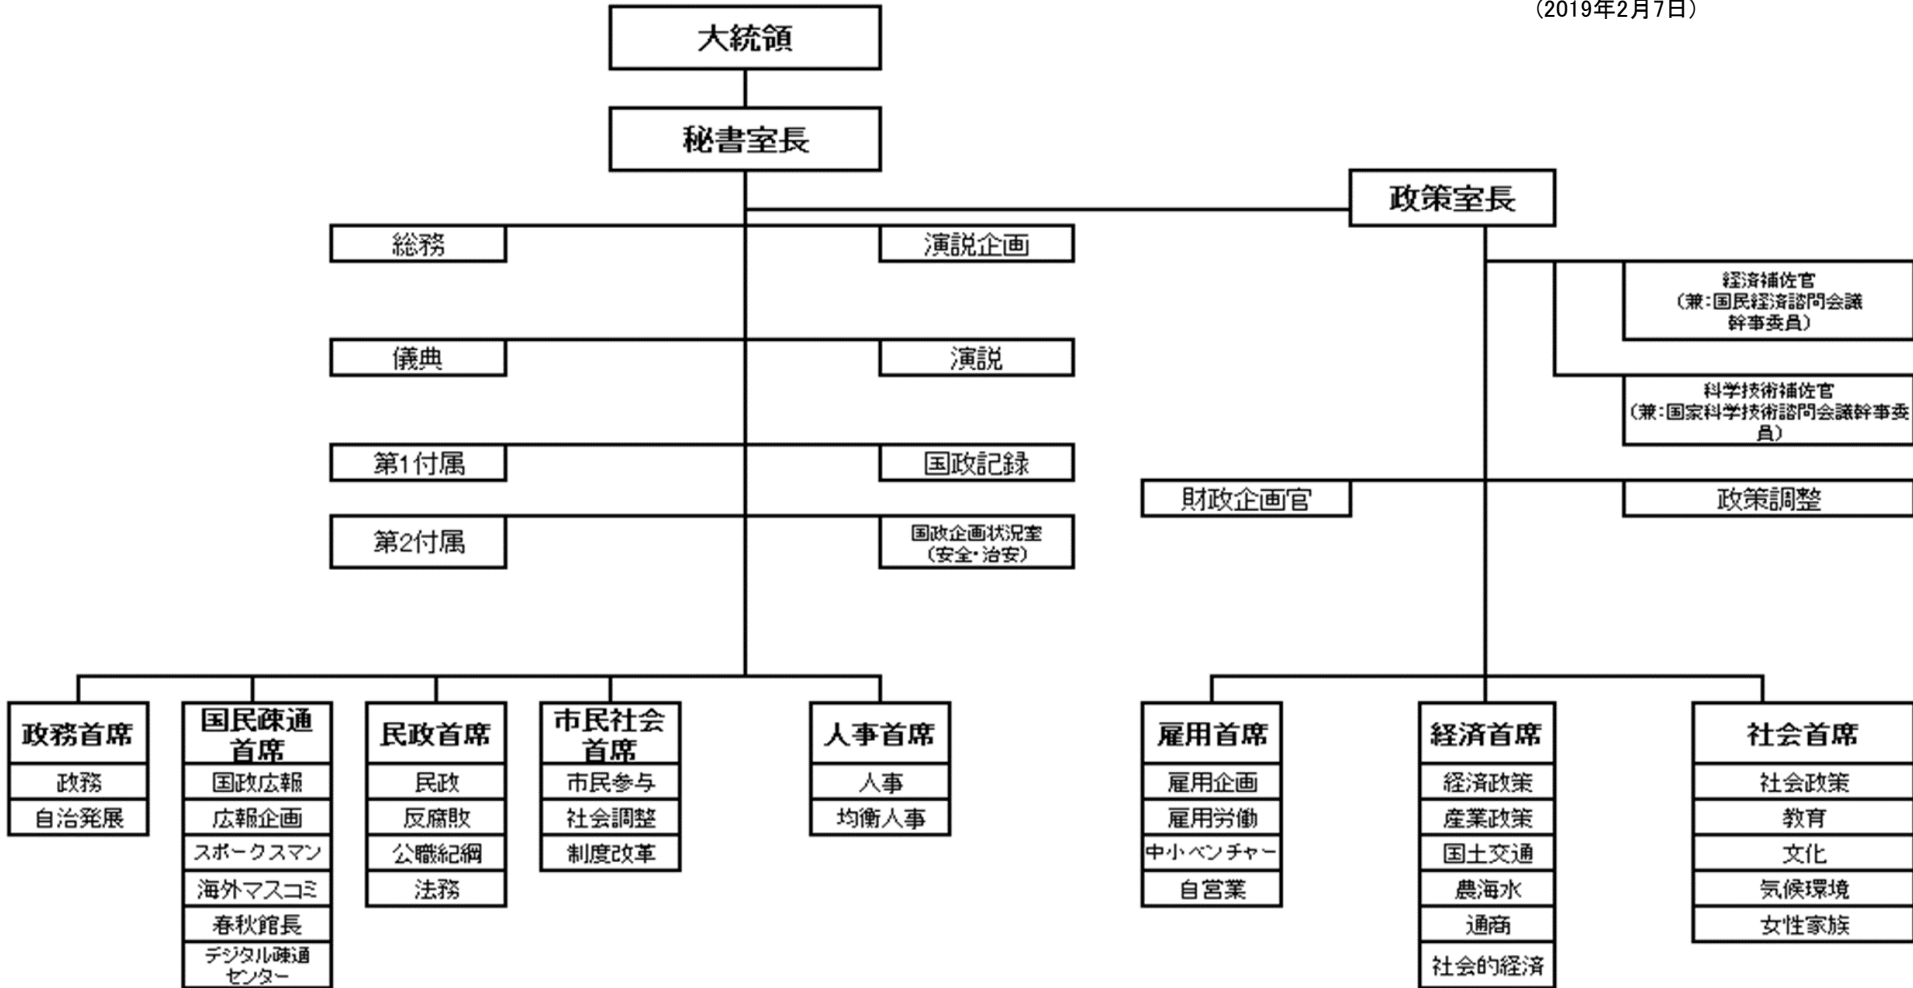 (2019年2月7日)
大統領
秘書室長
政策室長
総務
演説企画
経済補佐官
(兼:国民経済諮問会議
幹事委員)
儀典
演説
科学技術補佐官
(兼:国家科学技術諮問会議幹事委
員)
第1付属
国政記録
財政企画官
政策調整
第2付属
国政企画状況室
(安全・治安)
政務首席
政務
自治発展
国民疎通
首席
国政広報
広報企画
スポークスマン
海外マスコミ
春秋館長
デジタル疎通
センター
民政首席
民政
反腐敗
公職紀綱
法務
市民社会
首席
市民参与
社会調整
制度改革
人事首席
人事
均衡人事
雇用首席
雇用企画
雇用労働
中小ベンチャー
自営業
経済首席
経済政策
産業政策
国土交通
農海水
通商
社会的経済
社会首席
社会政策
教育
文化
気候環境
女性家族